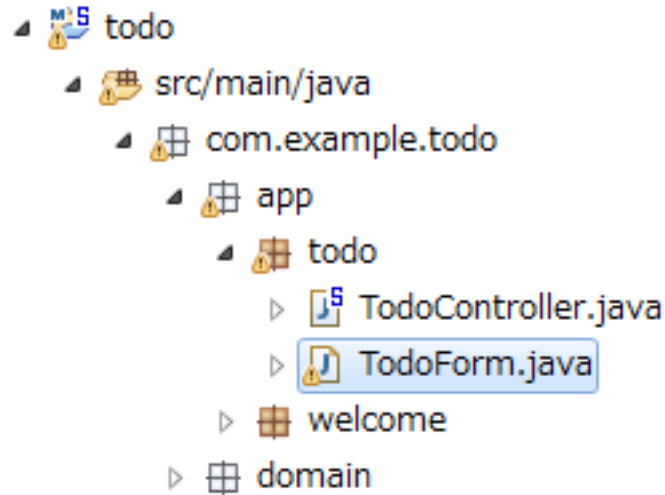 todo
src/main/java
com.example.todo
app
todo
TodoController.java
TodoForm.java
welcome
domain